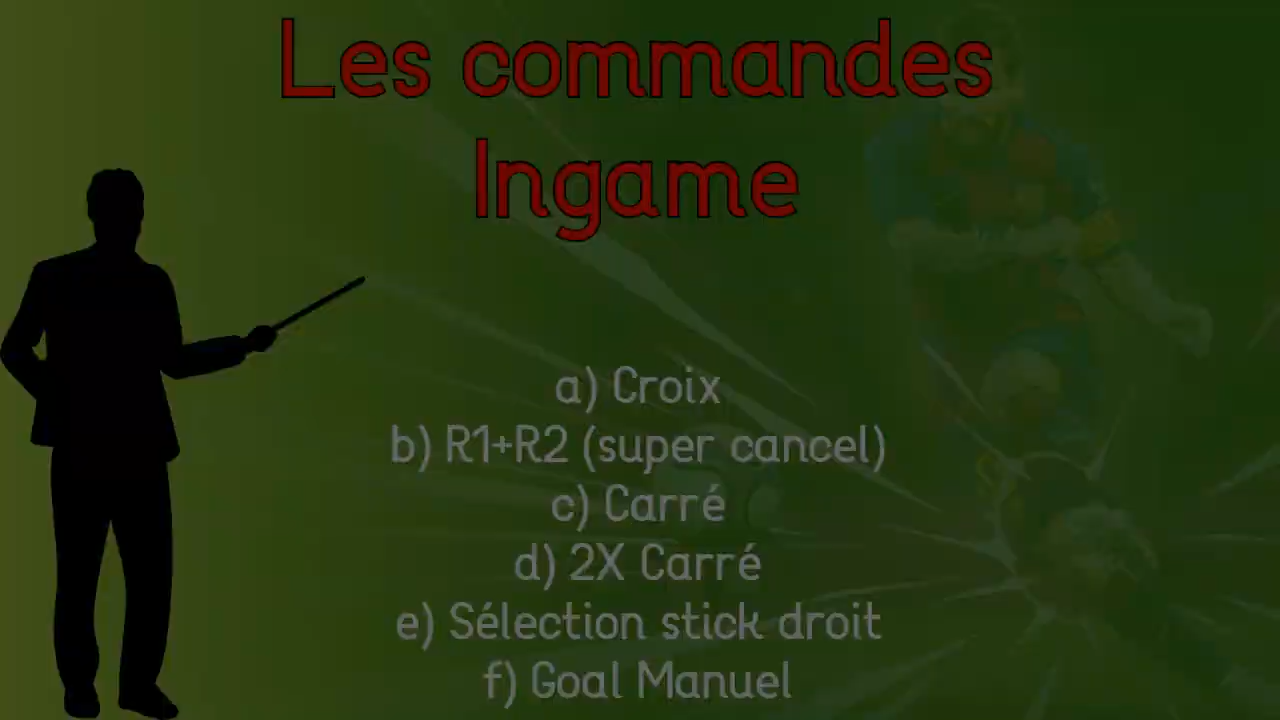 Les commandes
Ingame
a) Croix
b) R1+R2 (super cancel)
c) Carré
d) 2X Carré
e) Sélection stick droit
f) Goal Manuel